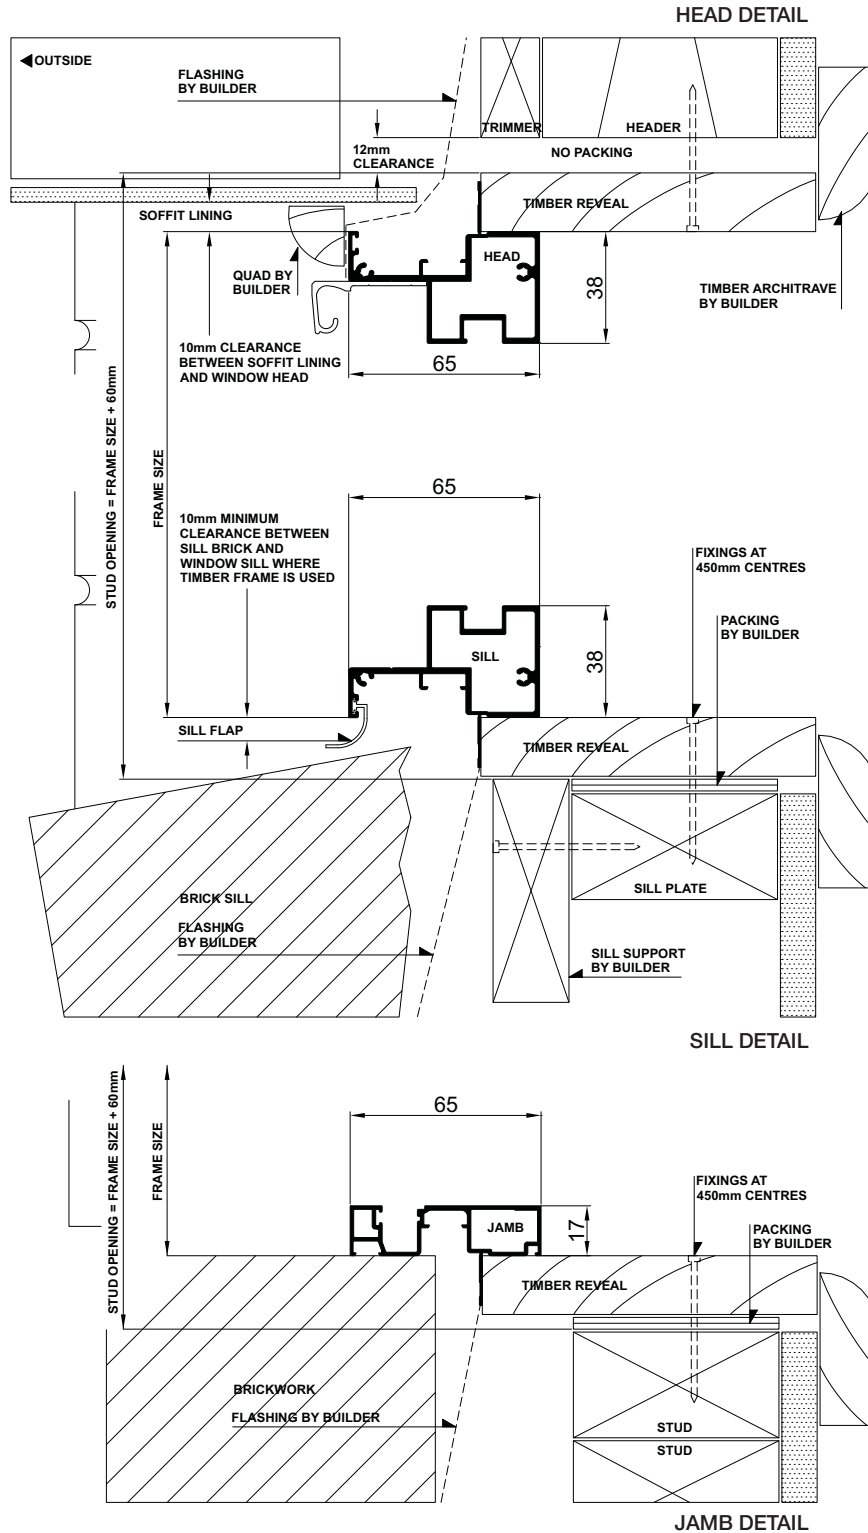 HEAD DETAIL
OUTSIDE
FLASHING
BY BUILDER
TRIMMER
HEADER
12mm
CLEARANCE
NO PACKING
TIMBER REVEAL
SOFFIT LINING
HEAD
QUAD BY
BUILDER
38
TIMBER ARCHITRAVE
BY BUILDER
10mm CLEARANCE
BETWEEN SOFFIT LINING
AND WINDOW HEAD
65
STUD OPENING = FRAME SIZE + 60mm
FRAME SIZE
65
10mm MINIMUM
CLEARANCE BETWEEN
SILL BRICK AND
WINDOW SILL WHERE
TIMBER FRAME IS USED
FIXINGS AT
450mm CENTRES
PACKING
BY BUILDER
SILL
38
SILL FLAP
TIMBER REVEAL
BRICK SILL
SILL PLATE
FLASHING
BY BUILDER
SILL SUPPORT
BY BUILDER
SILL DETAIL
STUD OPENING = FRAME SIZE + 60mm
FRAME SIZE
65
FIXINGS AT
450mm CENTRES
JAMB
17
PACKING
BY BUILDER
TIMBER REVEAL
BRICKWORK
FLASHING BY BUILDER
STUD
STUD
JAMB DETAIL